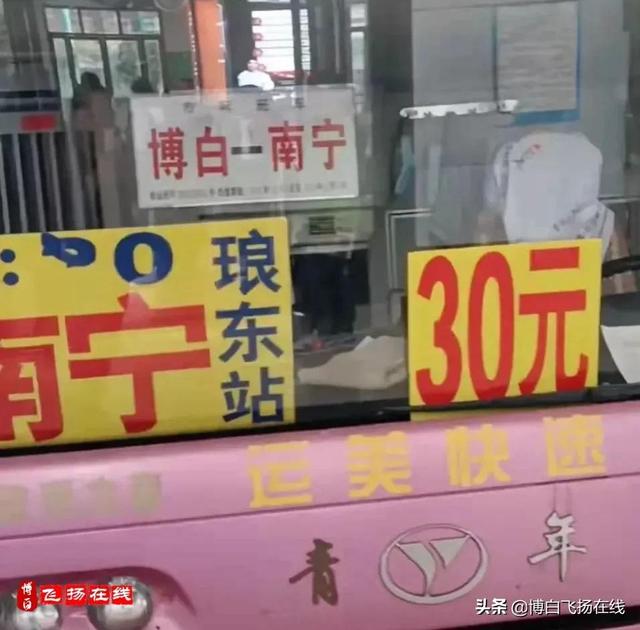 博白—南宁
琅东站
南宁
30元
运美快速
青年
博白 飞扬在线
头条 @博白飞扬在线